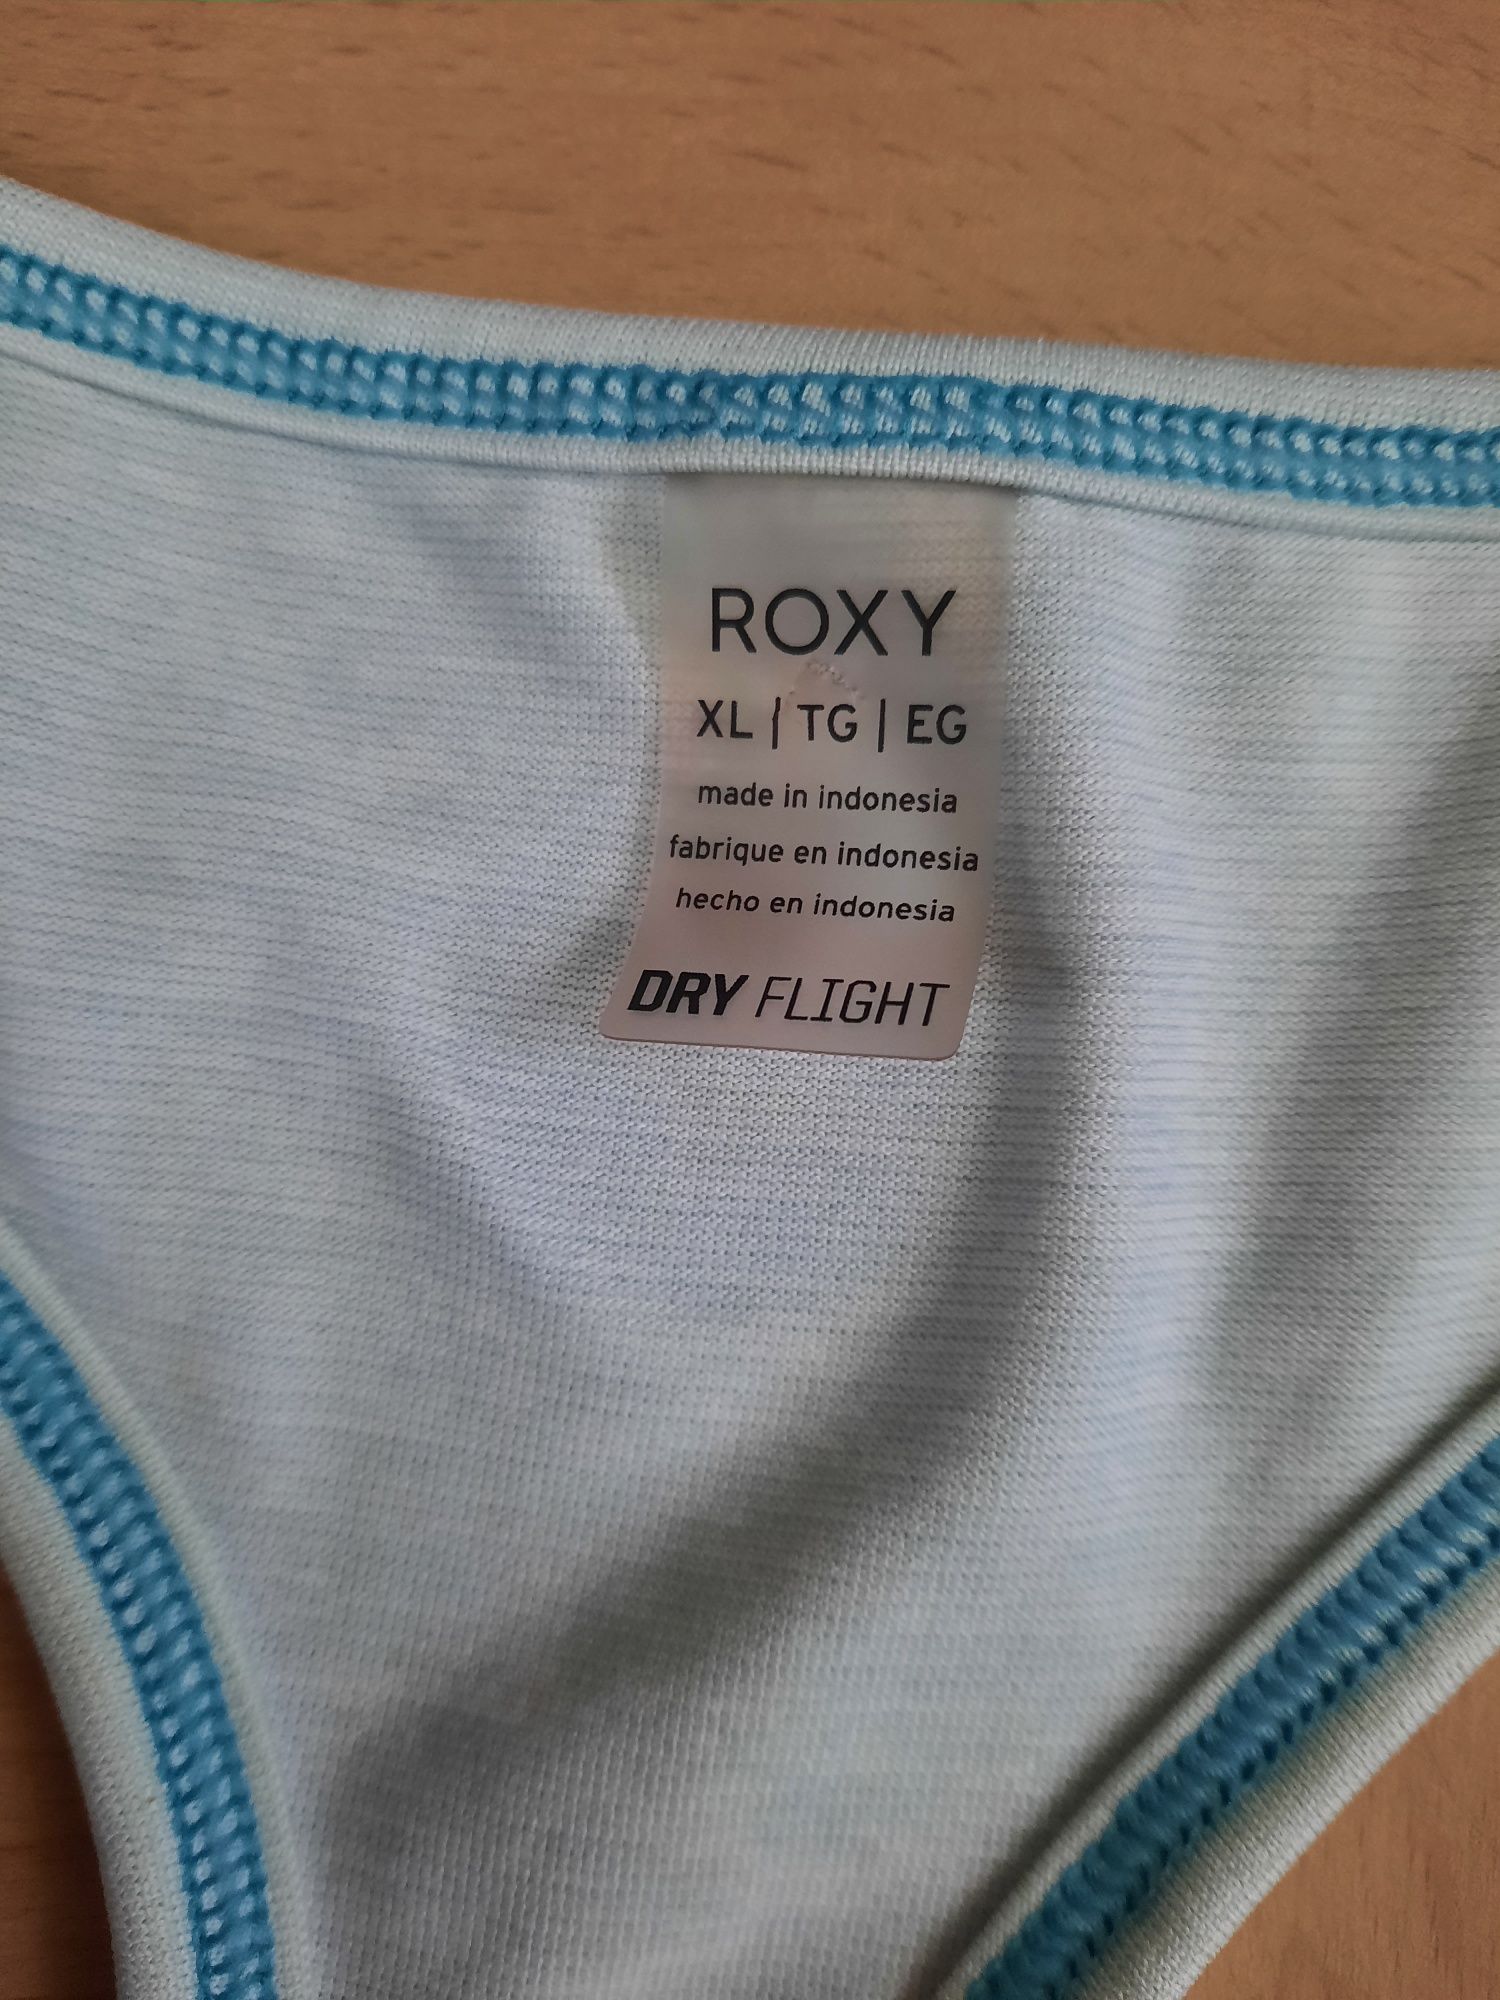 ROXY
XL | TG | EG
made in indonesia
fabrique en indonesia
hecho en indonesia
DRY FLIGHT